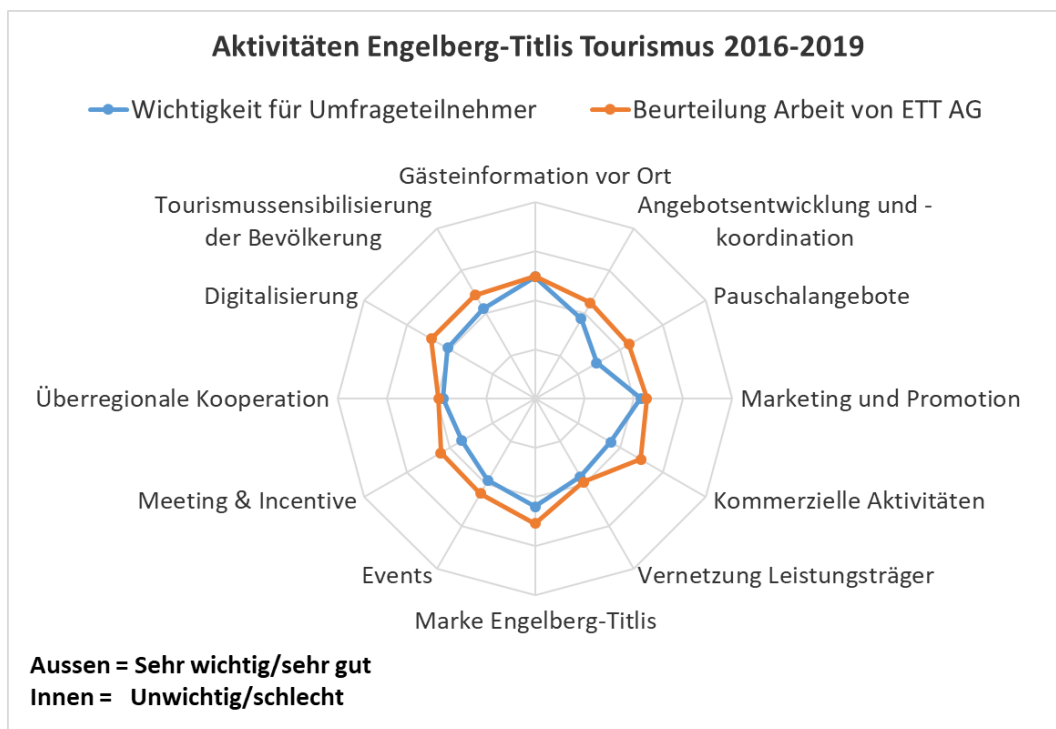 Aktivitäten Engelberg-Titlis Tourismus 2016-2019
Wichtigkeit für Umfrageteilnehmer
Beurteilung Arbeit von ETT AG
Gästeinformation vor Ort
Tourismussensibilisierung
der Bevölkerung
Angebotsentwicklung und -
koordination
Digitalisierung
Pauschalangebote
Überregionale Kooperation
Marketing und Promotion
Meeting & Incentive
Kommerzielle Aktivitäten
Events
Vernetzung Leistungsträger
Marke Engelberg-Titlis
Aussen = Sehr wichtig/sehr gut
Innen = Unwichtig/schlecht